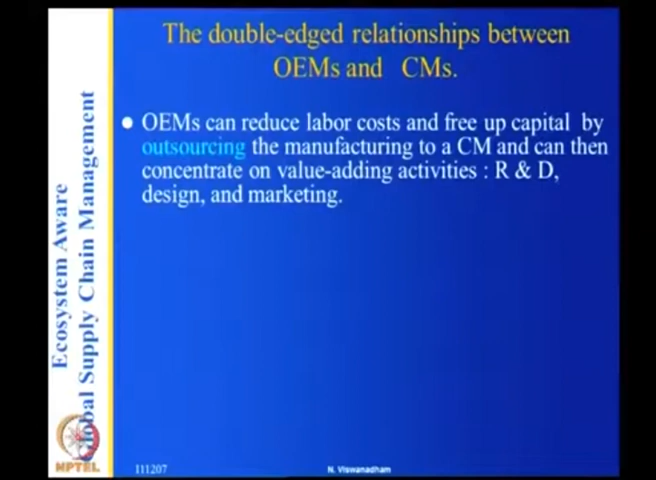 The double-edged relationships between
OEMs and CMs.
OEMs can reduce labor costs and free up capital by
outsourcing the manufacturing to a CM and can then
concentrate on value-adding activities : R & D,
design, and marketing.
Ecosystem Aware
Global Supply Chain Management
NPTEL
111207
N. Viswanadham